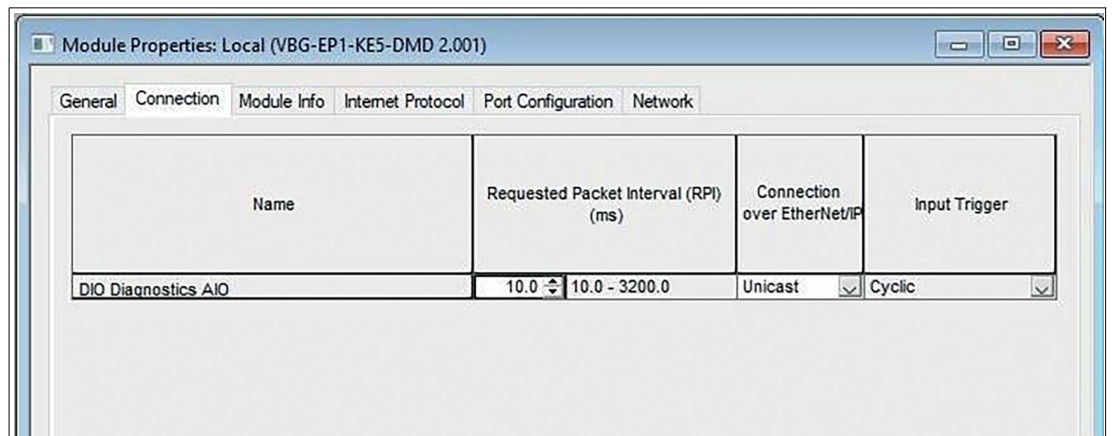 Module Properties: Local (VBG-EP1-KE5-DMD 2.001)
General Connection Module Info Internet Protocol Port Configuration Network
Name
Requested Packet Interval (RPI)
(ms)
Connection
over EtherNet/IP
Input Trigger
DIO Diagnostics AIO 10.0 10.0 - 3200.0 Unicast Cyclic